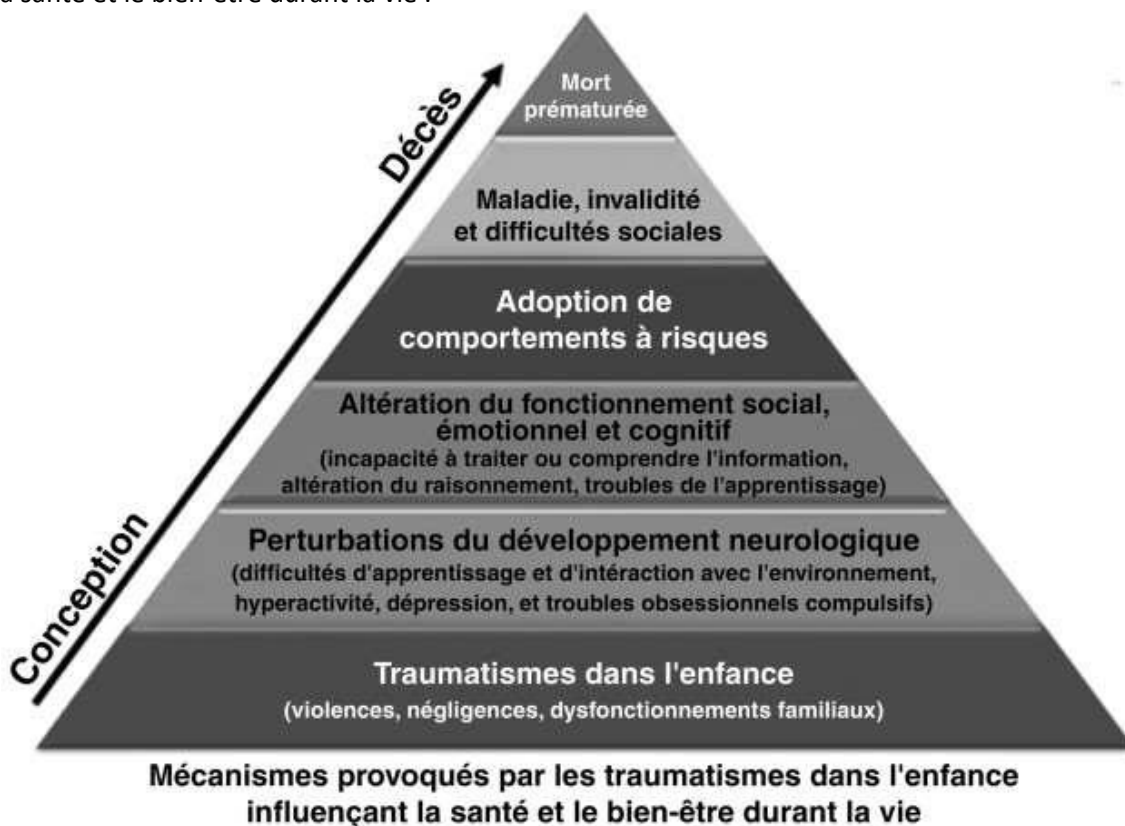 a santé et le bien-être durant la vie :
Mort
prématurée
Décès
Maladie, invalidité
et difficultés sociales
Adoption de
comportements à risques
Altération du fonctionnement social,
émotionnel et cognitif
(incapacité à traiter ou comprendre l'information,
altération du raisonnement, troubles de l'apprentissage)
Conception
Perturbations du développement neurologique
(difficultés d'apprentissage et d'intéraction avec l'environnement,
hyperactivité, dépression, et troubles obsessionnels compulsifs)
Traumatismes dans l'enfance
(violences, négligences, dysfonctionnements familiaux)
Mécanismes provoqués par les traumatismes dans l'enfance
influençant la santé et le bien-être durant la vie